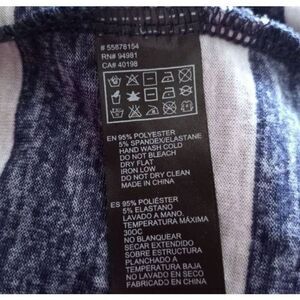 # 55878154
RN# 94981
CA# 40198
EN 95% POLYESTER
5% SPANDEX/ELASTANE
HAND WASH COLD
DO NOT BLEACH
DRY FLAT
IRON LOW
DO NOT DRY CLEAN
MADE IN CHINA
ES 95% POLIÉSTER
5% ELASTANO
LAVADO A MANO.
TEMPERATURA MÁXIMA
30OC
NO BLANQUEAR
SECAR EXTENDIDO
SOBRE ESTRUCTURA
PLANCHADO A
TEMPERATURA BAJA
NO LAVADO EN SECO
FABRICADO EN CHINA